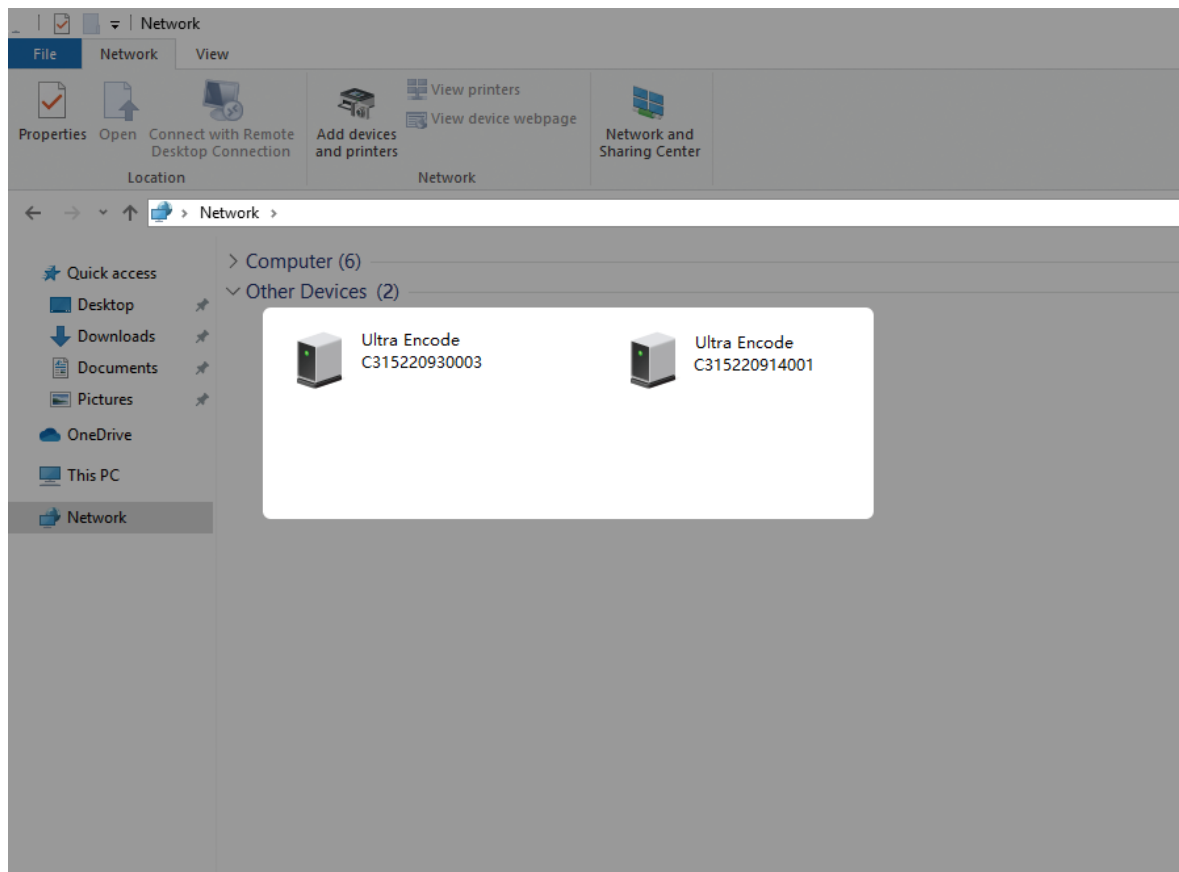 Network
File Network View
Properties Open Connect with Remote Desktop Connection
Location
Add devices and printers
View printers
View device webpage
Network
Network and Sharing Center
Network
Quick access
Desktop
Downloads
Documents
Pictures
OneDrive
This PC
Network
Computer (6)
Other Devices (2)
Ultra Encode
C315220930003
Ultra Encode
C315220914001